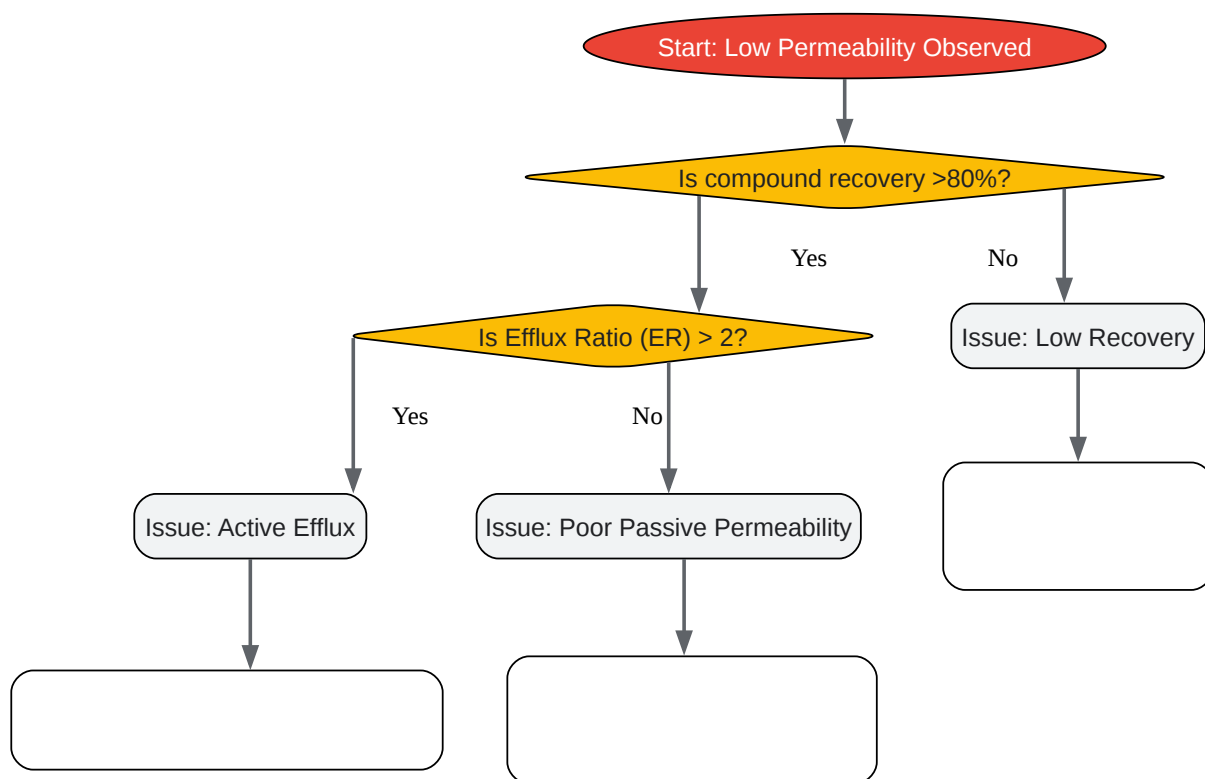 Start: Low Permeability Observed
Is compound recovery >80%?
Yes
No
Is Efflux Ratio (ER) > 2?
Issue: Low Recovery
Yes
No
Issue: Active Efflux
Issue: Poor Passive Permeability